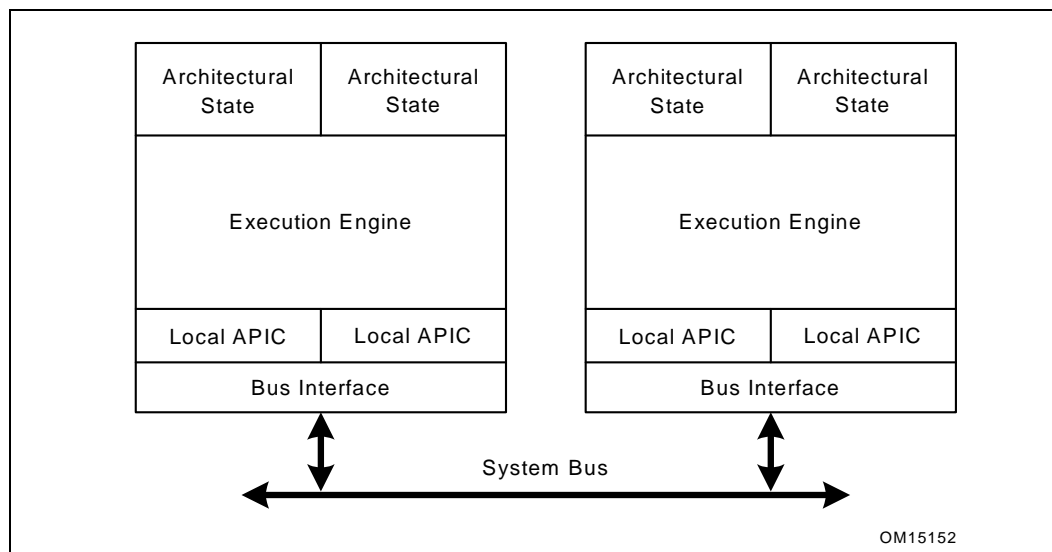 Architectural
State
Architectural
State
Architectural
State
Architectural
State
Execution Engine
Execution Engine
Local APIC
Local APIC
Local APIC
Local APIC
Bus Interface
Bus Interface
System Bus
OM15152